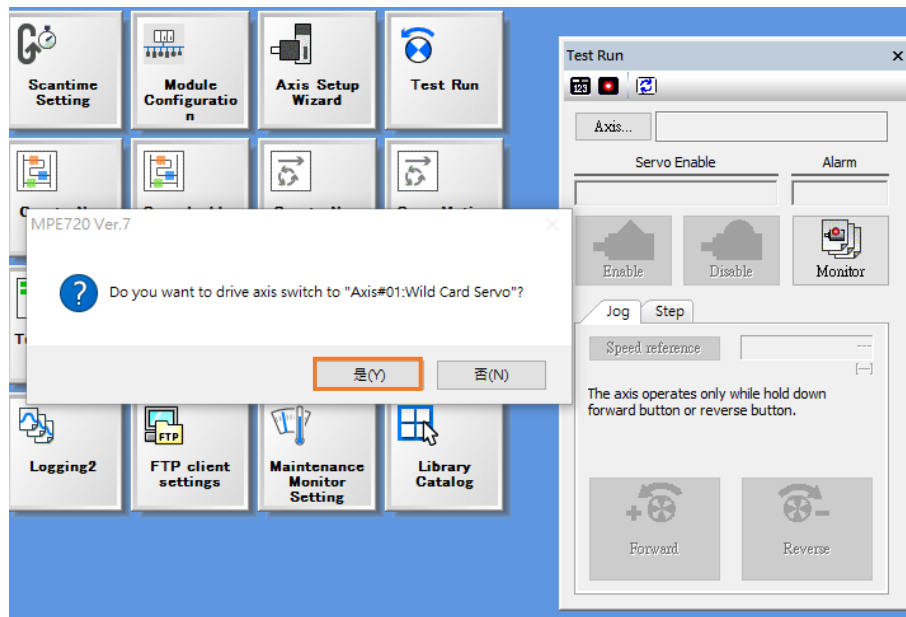 Scantime
Setting
Module
Configuratio
n
Axis Setup
Wizard
Test Run
MPE720 Ver.7
Do you want to drive axis switch to "Axis#01:Wild Card Servo"?
是(Y)
否(N)
Logging2
FTP
FTP client
settings
Maintenance
Monitor
Setting
Library
Catalog
Test Run
123
Axis...
Servo Enable
Alarm
Enable
Disable
Monitor
Jog
Step
Speed reference
---
[---]
The axis operates only while hold down
forward button or reverse button.
Forward
Reverse